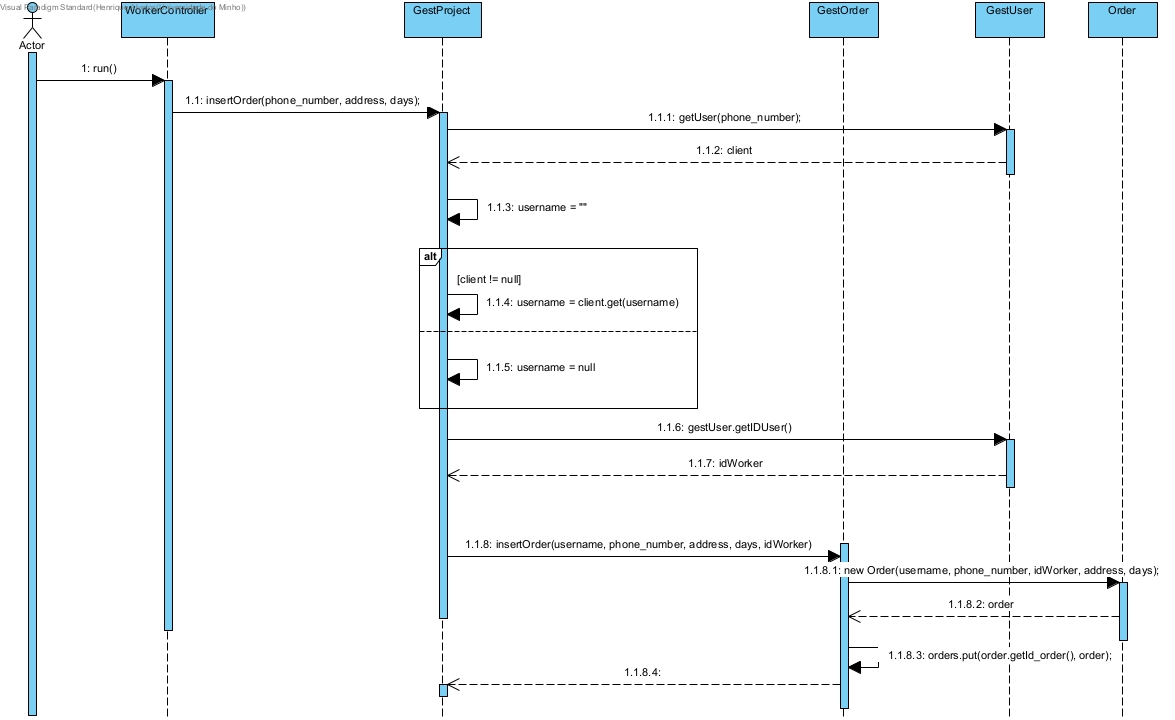 Visual Paradigm Standard(Henriq Minho))
WorkerController
GestProject
GestOrder
GestUser
Order
Actor
1: run()
1.1: insertOrder(phone_number, address, days);
1.1.1: getUser(phone_number);
1.1.2: client
1.1.3: username = ""
alt
[client != null]
1.1.4: username = client.get(username)
1.1.5: username = null
1.1.6: gestUser.getIDUser()
1.1.7: idWorker
1.1.8: insertOrder(username, phone_number, address, days, idWorker)
1.1.8.1: new Order(username, phone_number, idWorker, address, days);
1.1.8.2: order
1.1.8.3: orders.put(order.getId_order(), order);
1.1.8.4: